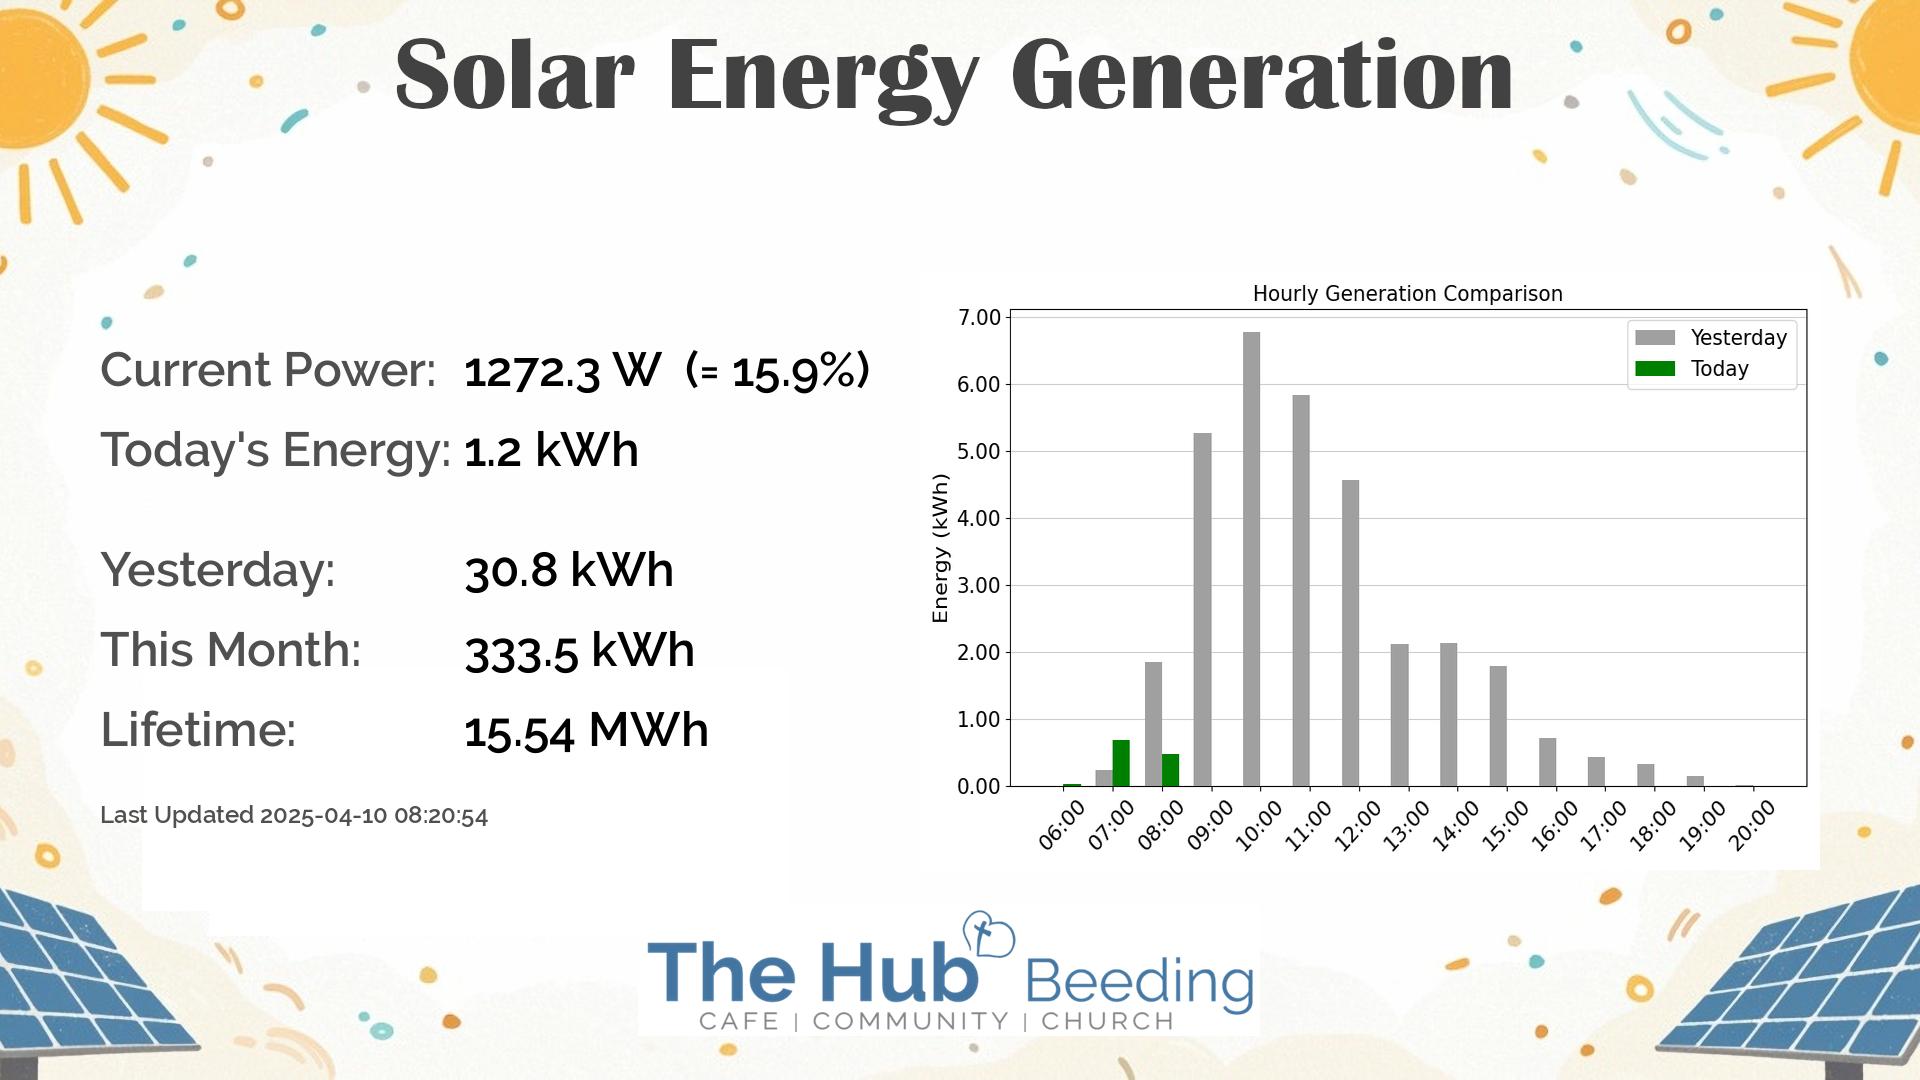 Solar Energy Generation
Current Power: 1272.3 W (= 15.9%)
Today's Energy: 1.2 kWh
Yesterday: 30.8 kWh
This Month: 333.5 kWh
Lifetime: 15.54 MWh
Last Updated 2025-04-10 08:20:54
Hourly Generation Comparison
Yesterday
Today
Energy (kWh)
7.00
6.00
5.00
4.00
3.00
2.00
1.00
0.00
06:00 07:00 08:00 09:00 10:00 11:00 12:00 13:00 14:00 15:00 16:00 17:00 18:00 19:00 20:00
The Hub Beeding
CAFE | COMMUNITY | CHURCH